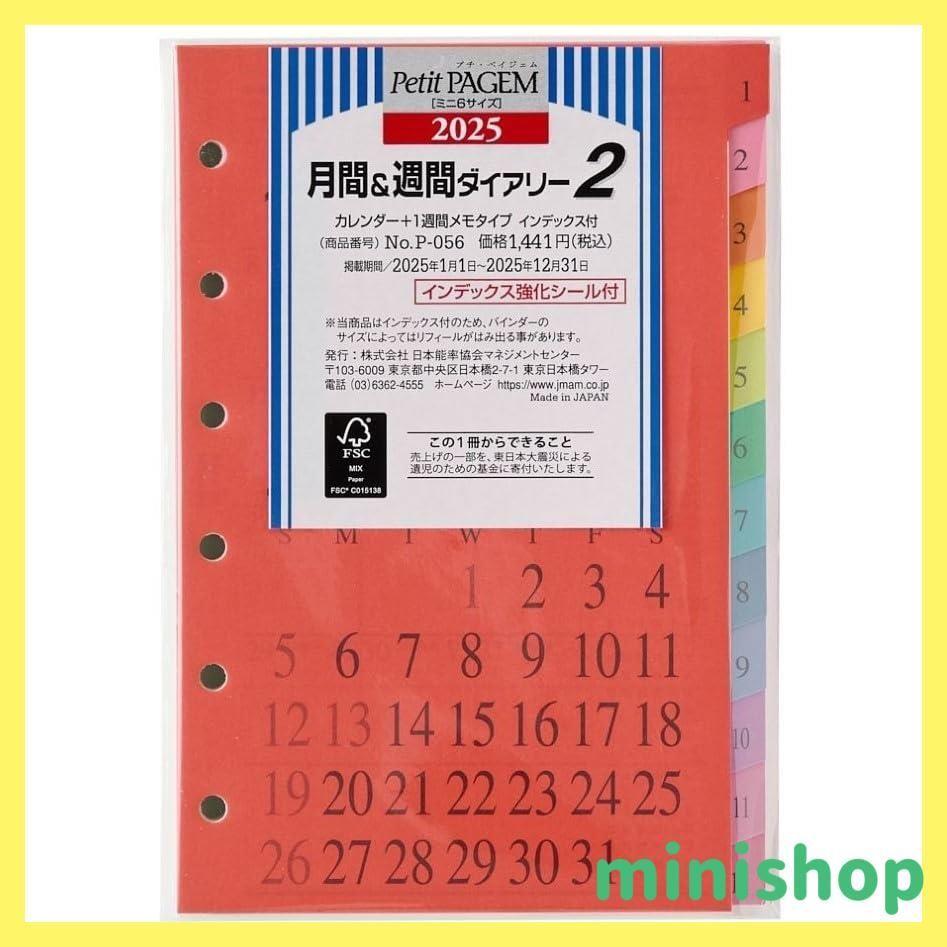 プチ・ペイジェム
Petit PAGEM
[ミニ6サイズ]
2025
月間&週間ダイアリー2
カレンダー+1週間メモタイプ インデックス付
(商品番号) No.P-056 価格1,441円(税込)
掲載期間/2025年1月1日~2025年12月31日
インデックス強化シール付
※当商品はインデックス付のため、バインダーの
サイズによってはリフィールがはみ出る事があります。
発行:株式会社 日本能率協会マネジメントセンター
〒103-6009 東京都中央区日本橋2-7-1 東京日本橋タワー
電話 (03)6362-4555 ホームページ https://www.jmam.co.jp
Made in JAPAN
FSC
MIX
Paper
FSC® C015138
この1冊からできること
売上げの一部を、東日本大震災による
遺児のための基金に寄付いたします。
S M T W T F S
1 2 3 4
5 6 7 8 9 10 11
12 13 14 15 16 17 18
19 20 21 22 23 24 25
26 27 28 29 30 31
1
2
3
4
5
6
7
8
9
10
11
minishop